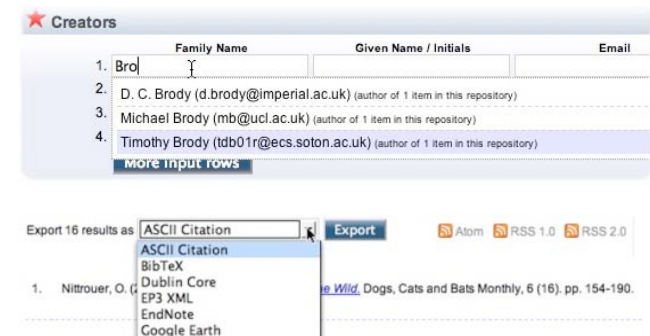 Creators
Family Name Given Name / Initials Email
1. Bro
2. D. C. Brody (d.brody@imperial.ac.uk) (author of 1 item in this repository)
3. Michael Brody (mb@ucl.ac.uk) (author of 1 item in this repository)
4. Timothy Brody (tdb01r@ecs.soton.ac.uk) (author of 1 item in this repository)
More input rows
Export 16 results as ASCII Citation Export Atom RSS 1.0 RSS 2.0
ASCII Citation
BibTeX
Dublin Core
1. Nittrouer, O. Wild. Dogs, Cats and Bats Monthly, 6 (16). pp. 154-190.
EP3 XML
EndNote
Google Earth